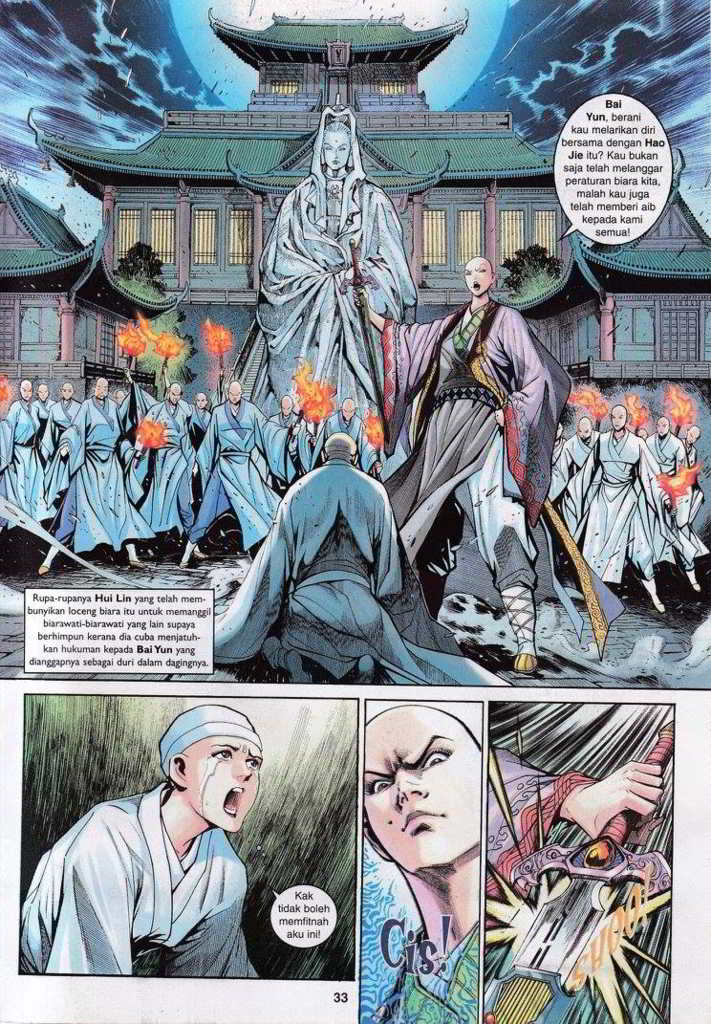 Bai
Yun, berani
kau melarikan diri
bersama dengan Hao
Jie itu? Kau bukan
saja telah melanggar
peraturan biara kita,
malah kau juga
telah memberi aib
kepada kami
semua!
Rupa-rupanya Hui Lin yang telah mem-
bunyikan loceng biara itu untuk memanggil
biarawati-biarawati yang lain supaya
berhimpun kerana dia cuba menjatuh-
kan hukuman kepada Bai Yun yang
dianggapnya sebagai duri dalam dagingnya.
Kak
tidak boleh
memfitnah
aku ini!
Cis!
SHOO!
33